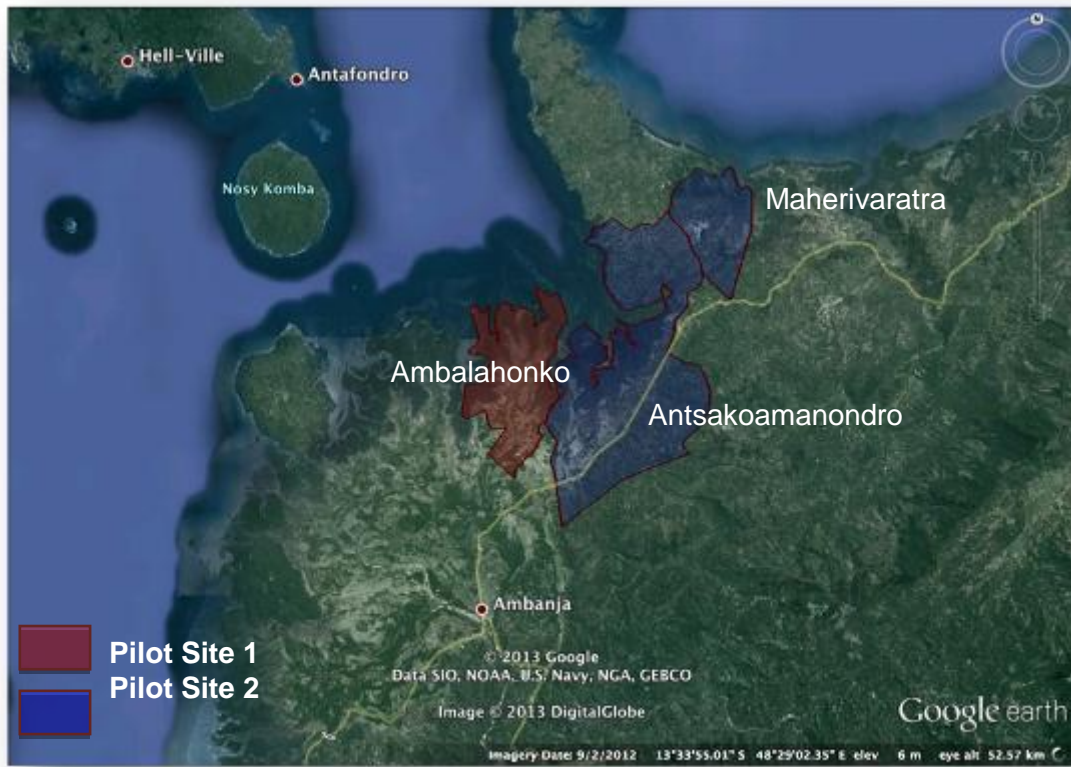 Hell-Ville
Antafondro
Nosy Komba
Maherivaratra
Ambalahonko
Antsakoamanondro
Ambanja
Pilot Site 1
Pilot Site 2
© 2013 Google
Data SIO, NOAA, U.S. Navy, NGA, GEBCO
Image © 2013 DigitalGlobe
Google earth
Imagery Date: 9/2/2012 13°33'55.01" S 48°29'02.35" E elev 6 m eye alt 52.57 km